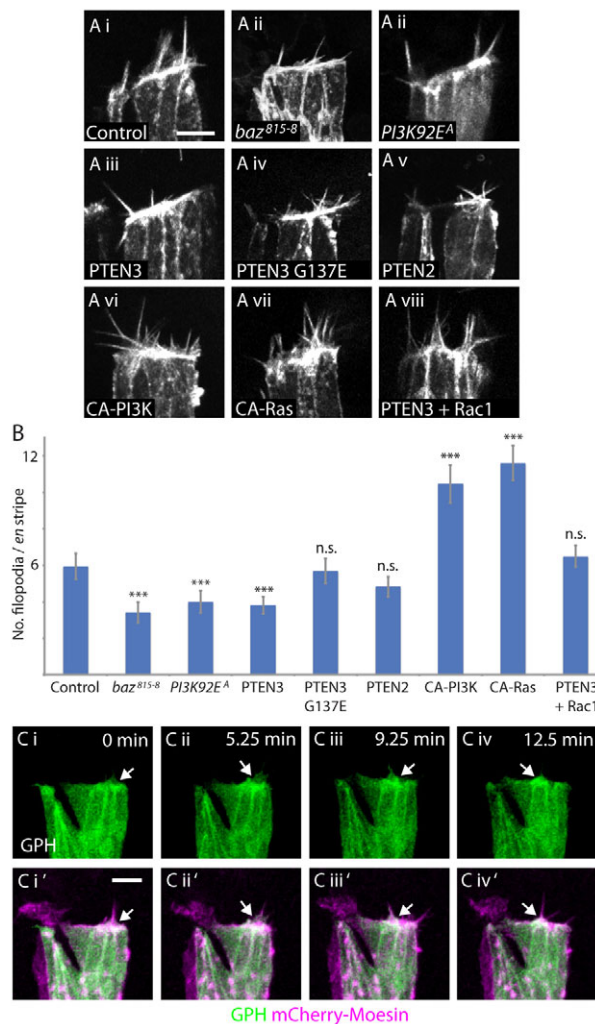 A i
Control
A ii
baz815-8
A ii
PI3K92EA
A iii
PTEN3
A iv
PTEN3 G137E
A v
PTEN2
A vi
CA-PI3K
A vii
CA-Ras
A viii
PTEN3 + Rac1
B
No. filopodia / en stripe
12
6
***
***
***
n.s.
n.s.
***
***
n.s.
Control
baz815-8
PI3K92EA
PTEN3
PTEN3
G137E
PTEN2
CA-PI3K
CA-Ras
PTEN3
+ Rac1
C i
0 min
GPH
C ii
5.25 min
C iii
9.25 min
C iv
12.5 min
C i'
C ii'
C iii'
C iv'
GPH mCherry-Moesin